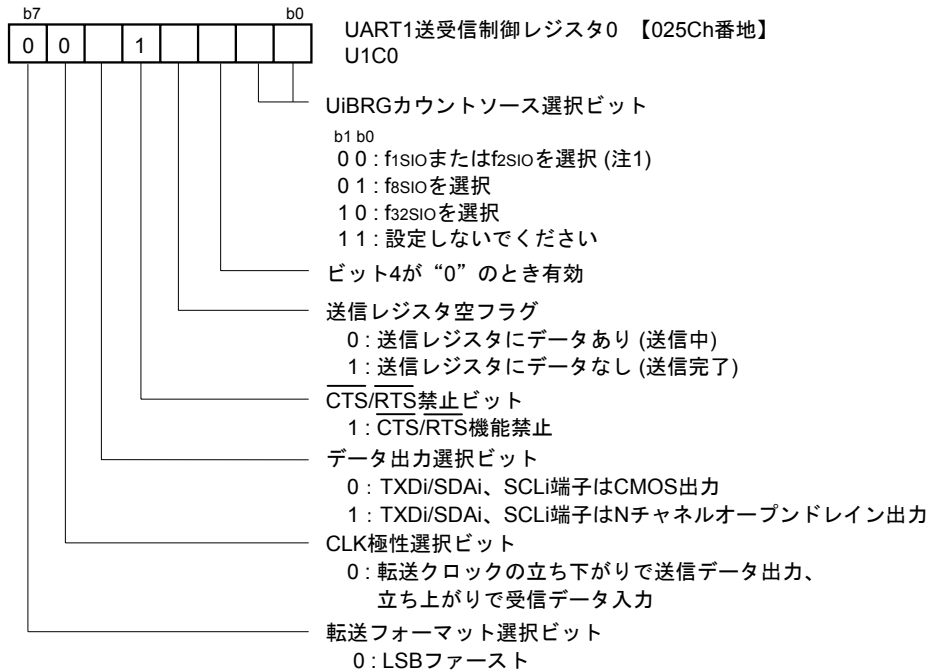 b7 b0
0 0 1
UART1送受信制御レジスタ0 【025Ch番地】
U1C0
UiBRGカウントソース選択ビット
b1 b0
0 0 : f1SIOまたはf2SIOを選択 (注1)
0 1 : f8SIOを選択
1 0 : f32SIOを選択
1 1 : 設定しないでください
ビット4が“0”のとき有効
送信レジスタ空フラグ
0 : 送信レジスタにデータあり (送信中)
1 : 送信レジスタにデータなし (送信完了)
CTS/RTS禁止ビット
1 : CTS/RTS機能禁止
データ出力選択ビット
0 : TXDi/SDAi、SCLi端子はCMOS出力
1 : TXDi/SDAi、SCLi端子はNチャネルオープンドレイン出力
CLK極性選択ビット
0 : 転送クロックの立ち下がりで送信データ出力、
立ち上がりで受信データ入力
転送フォーマット選択ビット
0 : LSBファースト